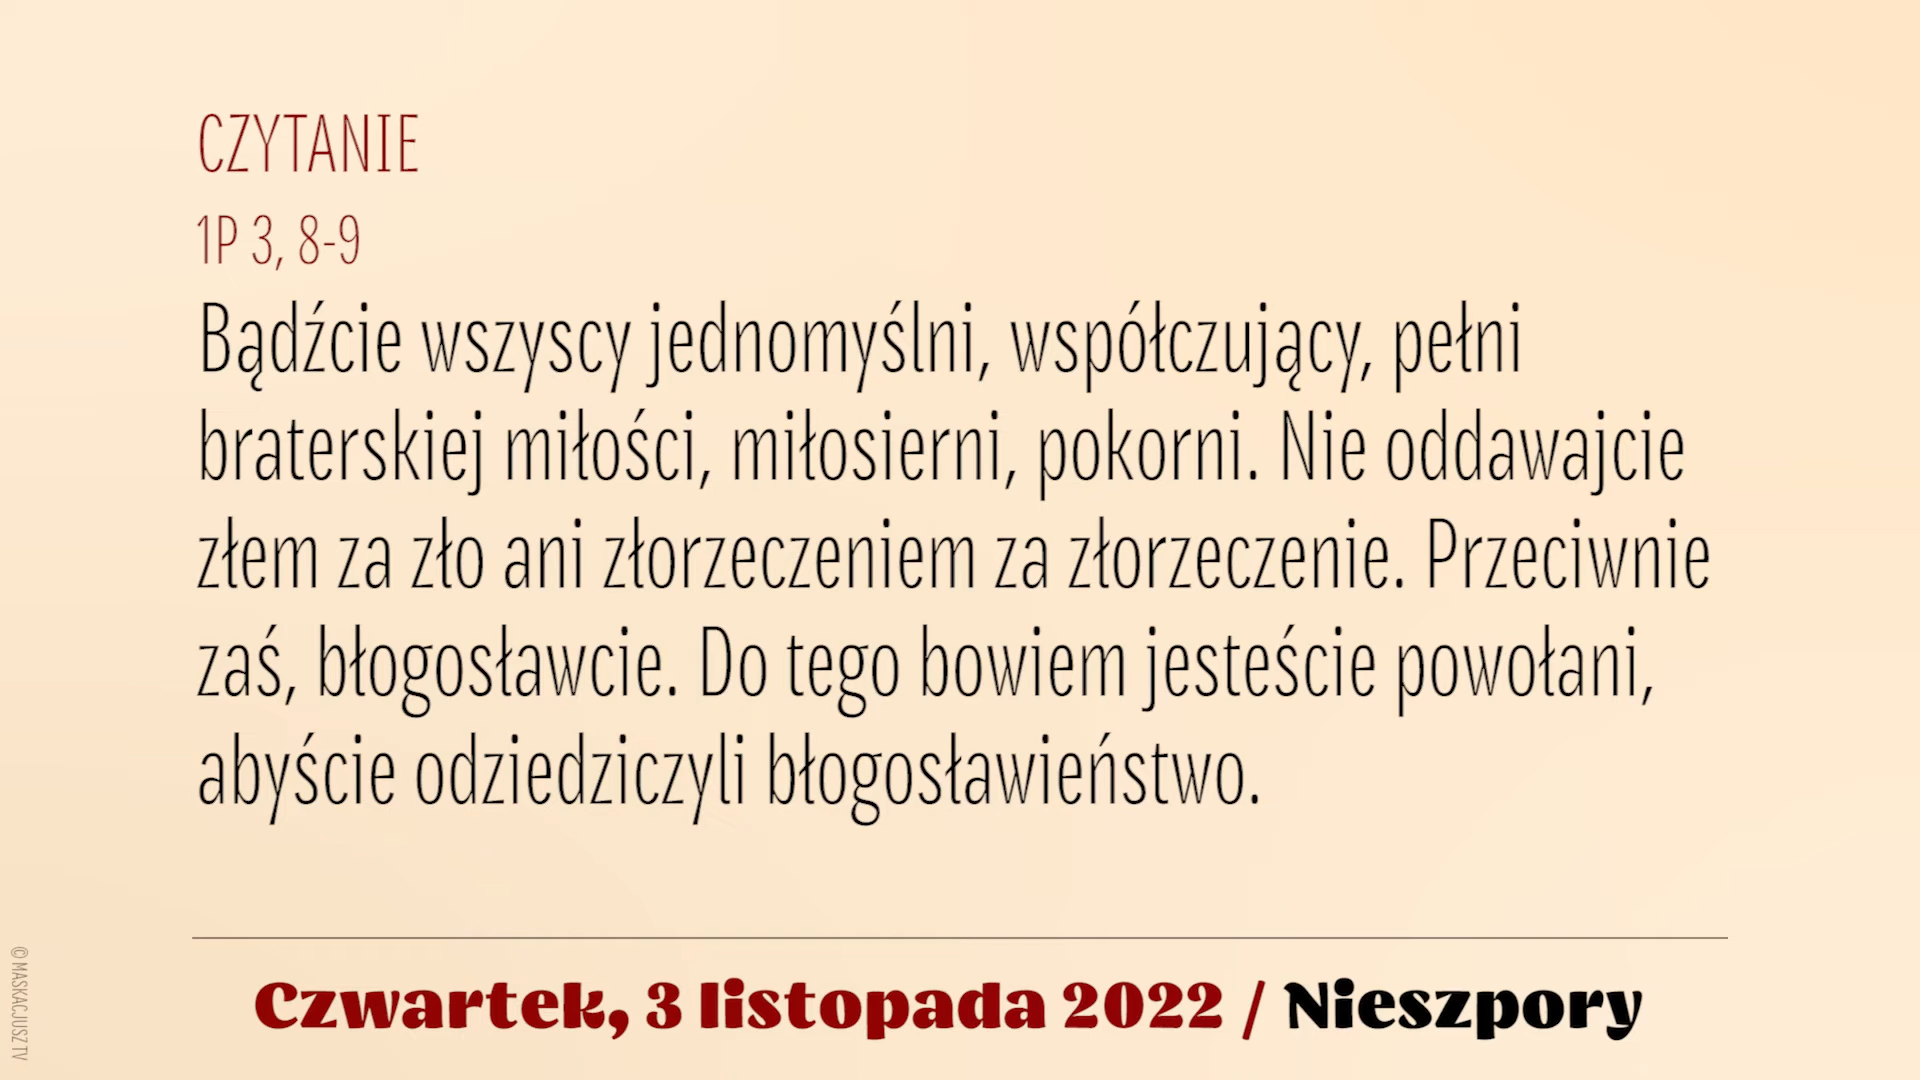 CZYTANIE
1P 3, 8-9
Bądźcie wszyscy jednomyślni, współczujący, pełni
braterskiej miłości, miłosierni, pokorni. Nie oddawajcie
złem za zło ani złorzeczeniem za złorzeczenie. Przeciwnie
zaś, błogosławcie. Do tego bowiem jesteście powołani,
abyście odziedziczyli błogosławieństwo.
Czwartek, 3 listopada 2022 / Nieszpory
© MASKACJUSZ TV